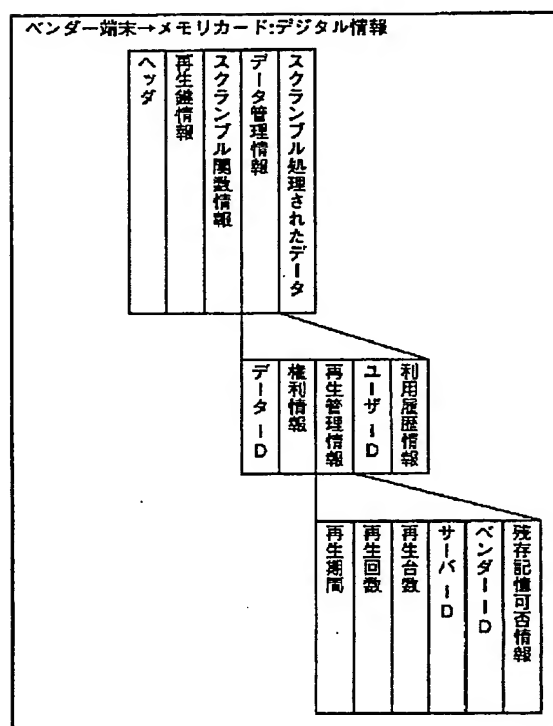 ベンダー端末→メモリカード:デジタル情報
ヘッダ
再生鍵情報
スクランブル関数情報
データ管理情報
スクランブル処理されたデータ
データID
権利情報
再生管理情報
ユーザID
利用履歴情報
再生期間
再生回数
再生台数
サーバID
ベンダーID
残存記憶可否情報